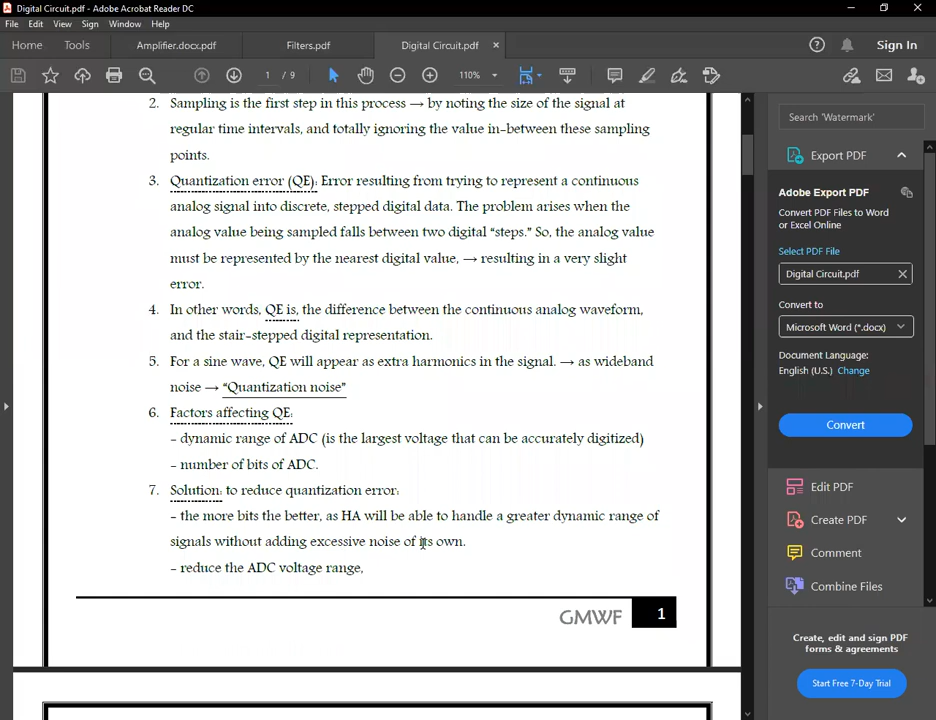 Digital Circuit.pdf - Adobe Acrobat Reader DC
File Edit View Sign Window Help
Home Tools Amplifier.docx.pdf Filters.pdf Digital Circuit.pdf × Sign In
1 / 9 110%
2. Sampling is the first step in this process → by noting the size of the signal at
regular time intervals, and totally ignoring the value in-between these sampling
points.
3. Quantization error (QE): Error resulting from trying to represent a continuous
analog signal into discrete, stepped digital data. The problem arises when the
analog value being sampled falls between two digital “steps.” So, the analog value
must be represented by the nearest digital value, → resulting in a very slight
error.
4. In other words, QE is, the difference between the continuous analog waveform,
and the stair-stepped digital representation.
5. For a sine wave, QE will appear as extra harmonics in the signal. → as wideband
noise → “Quantization noise”
6. Factors affecting QE:
- dynamic range of ADC (is the largest voltage that can be accurately digitized)
- number of bits of ADC.
7. Solution: to reduce quantization error:
- the more bits the better, as HA will be able to handle a greater dynamic range of
signals without adding excessive noise of its own.
- reduce the ADC voltage range,
GMWF 1
Search 'Watermark'
Export PDF
Adobe Export PDF
Convert PDF Files to Word
or Excel Online
Select PDF File
Digital Circuit.pdf
Convert to
Microsoft Word (*.docx)
Document Language:
English (U.S.) Change
Convert
Edit PDF
Create PDF
Comment
Combine Files
Create, edit and sign PDF
forms & agreements
Start Free 7-Day Trial